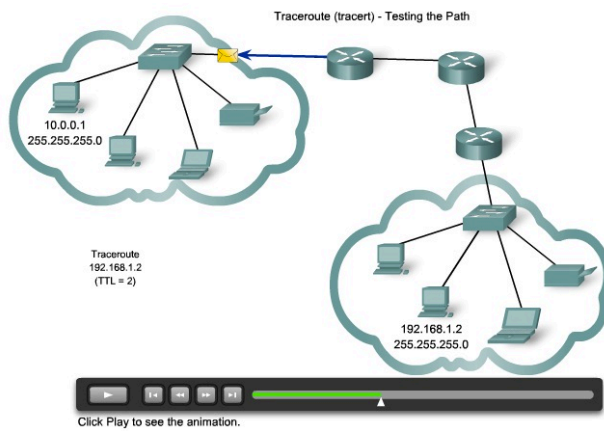 Traceroute (tracert) - Testing the Path
10.0.0.1
255.255.255.0
Traceroute
192.168.1.2
(TTL = 2)
192.168.1.2
255.255.255.0
Click Play to see the animation.